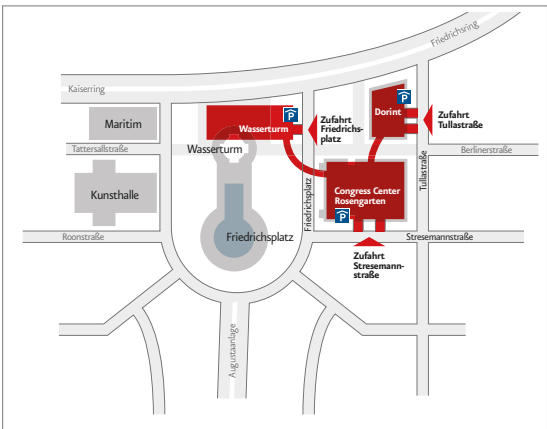 Friedrichsring
Kaiserring
P
Dorint
Zufahrt
Tullastraße
P
Wasserturm
Zufahrt
Friedrichs-
platz
Maritim
Tattersallstraße
Wasserturm
Berlinerstraße
Tullastraße
Kunsthalle
Friedrichsplatz
Congress Center
Rosengarten
P
Roonstraße
Friedrichsplatz
Stresemannstraße
Zufahrt
Stresemann-
straße
Augustaanlage